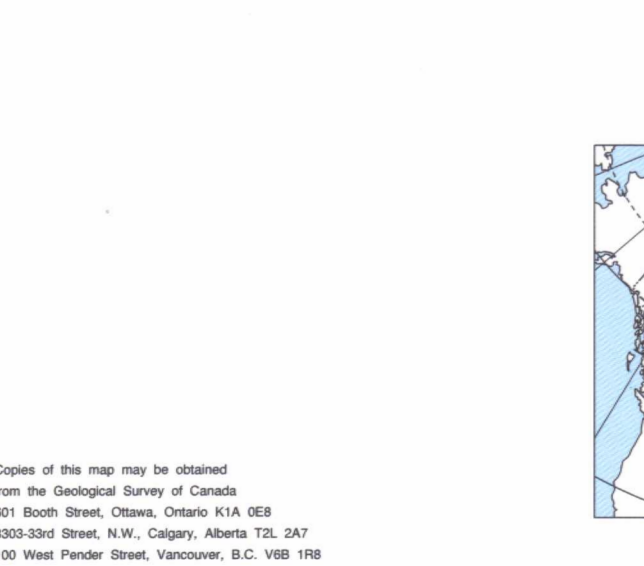 Copies of this map may be obtained
from the Geological Survey of Canada
601 Booth Street, Ottawa, Ontario K1A 0E8
3303-33rd Street, N.W., Calgary, Alberta T2L 2A7
100 West Pender Street, Vancouver, B.C. V6B 1R8